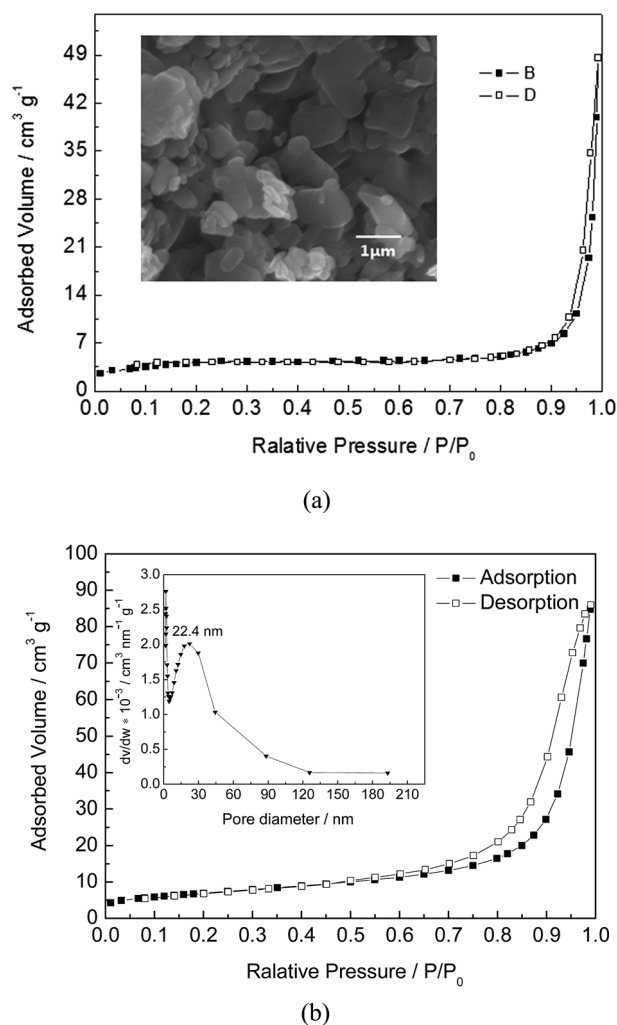 49
42
35
28
21
14
7
0
Adsorbed Volume / cm³ g⁻¹
B
D
1μm
0.0 0.1 0.2 0.3 0.4 0.5 0.6 0.7 0.8 0.9 1.0
Ralative Pressure / P/P₀
(a)
100
90
80
70
60
50
40
30
20
10
0
Adsorbed Volume / cm³ g⁻¹
Adsorption
Desorption
3.0
2.5
2.0
1.5
1.0
0.5
0.0
dv/dw * 10⁻³ / cm³ nm⁻¹ g⁻¹
22.4 nm
0 30 60 90 120 150 180 210
Pore diameter / nm
0.0 0.1 0.2 0.3 0.4 0.5 0.6 0.7 0.8 0.9 1.0
Ralative Pressure / P/P₀
(b)